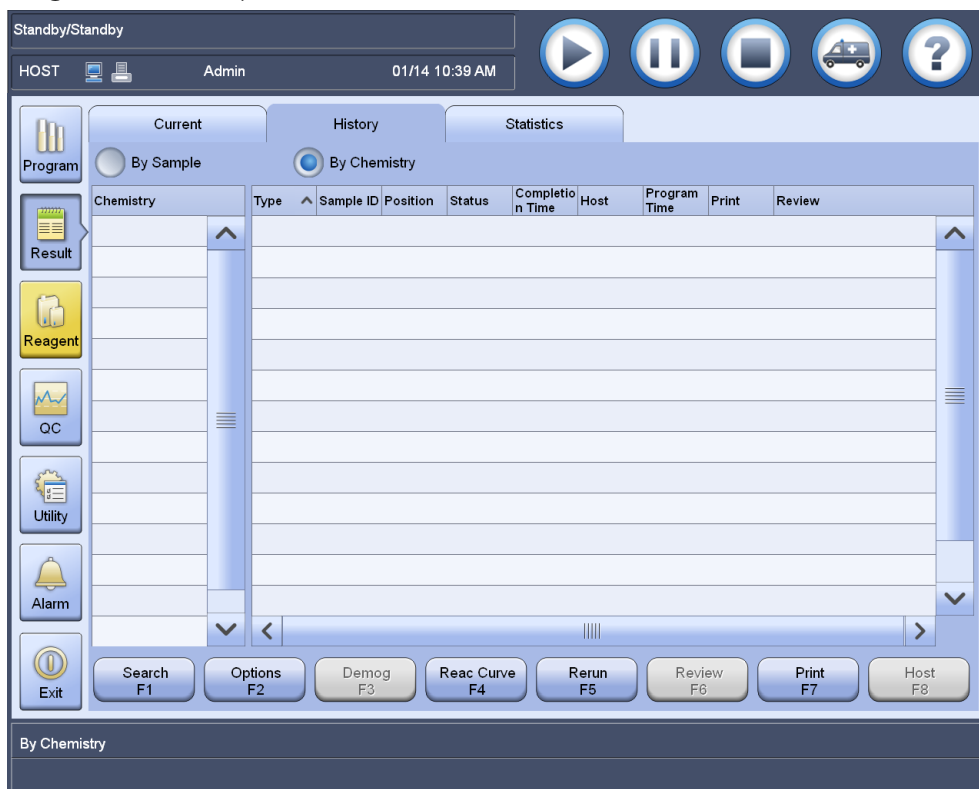 Standby/Standby
HOST Admin 01/14 10:39 AM
?
Program
Result
Reagent
QC
Utility
Alarm
Exit
Current History Statistics
By Sample By Chemistry
Chemistry Type Sample ID Position Status Completio Host Program Print Review
n Time Time
Search Options Demog Reac Curve Rerun Review Print Host
F1 F2 F3 F4 F5 F6 F7 F8
By Chemistry